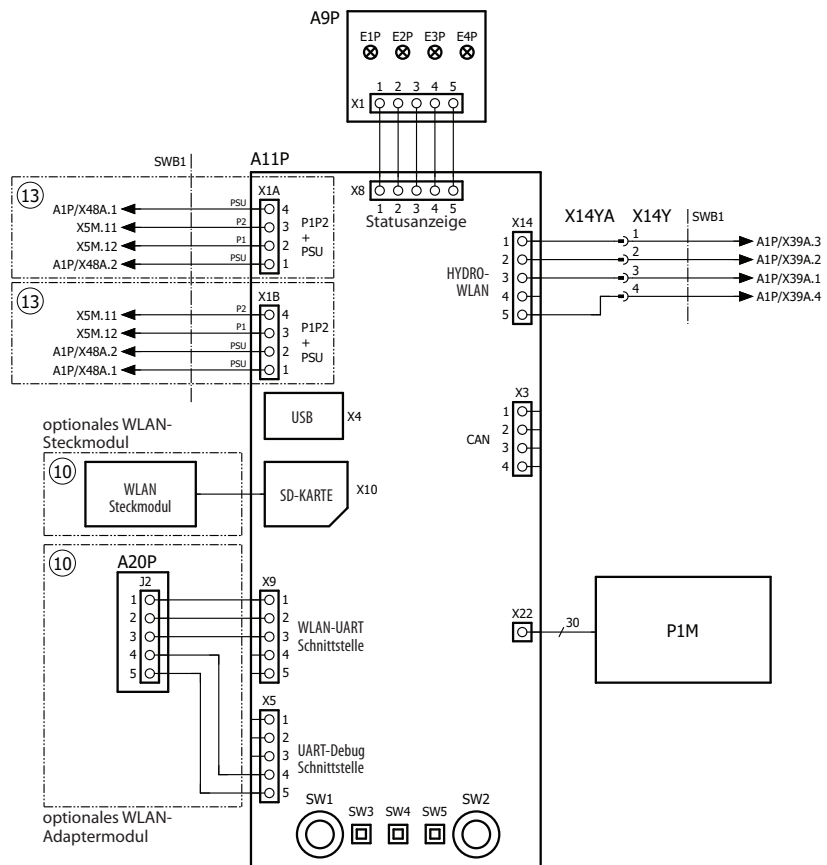 A9P
E1P E2P E3P E4P
1 2 3 4 5
X1
SWB1
A11P
13
X1A
A1P/X48A.1 PSU 4
X5M.11 P2 3
X5M.12 P1 2
A1P/X48A.2 PSU 1
P1P2
+
PSU
X8
1 2 3 4 5
Statusanzeige
X14 X14YA X14Y SWB1
1 1 A1P/X39A.3
2 2 A1P/X39A.2
3 3 A1P/X39A.1
4 4 A1P/X39A.4
5
HYDRO-
WLAN
13
X1B
X5M.11 P2 4
X5M.12 P1 3
A1P/X48A.2 PSU 2
A1P/X48A.1 PSU 1
P1P2
+
PSU
USB X4
X3
1
2
3
4
CAN
optionales WLAN-
Steckmodul
10
WLAN
Steckmodul
SD-KARTE X10
10
A20P
J2
1
2
3
4
5
X9
1
2
3
4
5
WLAN-UART
Schnittstelle
X22
30
P1M
X5
1
2
3
4
5
UART-Debug
Schnittstelle
optionales WLAN-
Adaptermodul
SW1 SW3 SW4 SW5 SW2